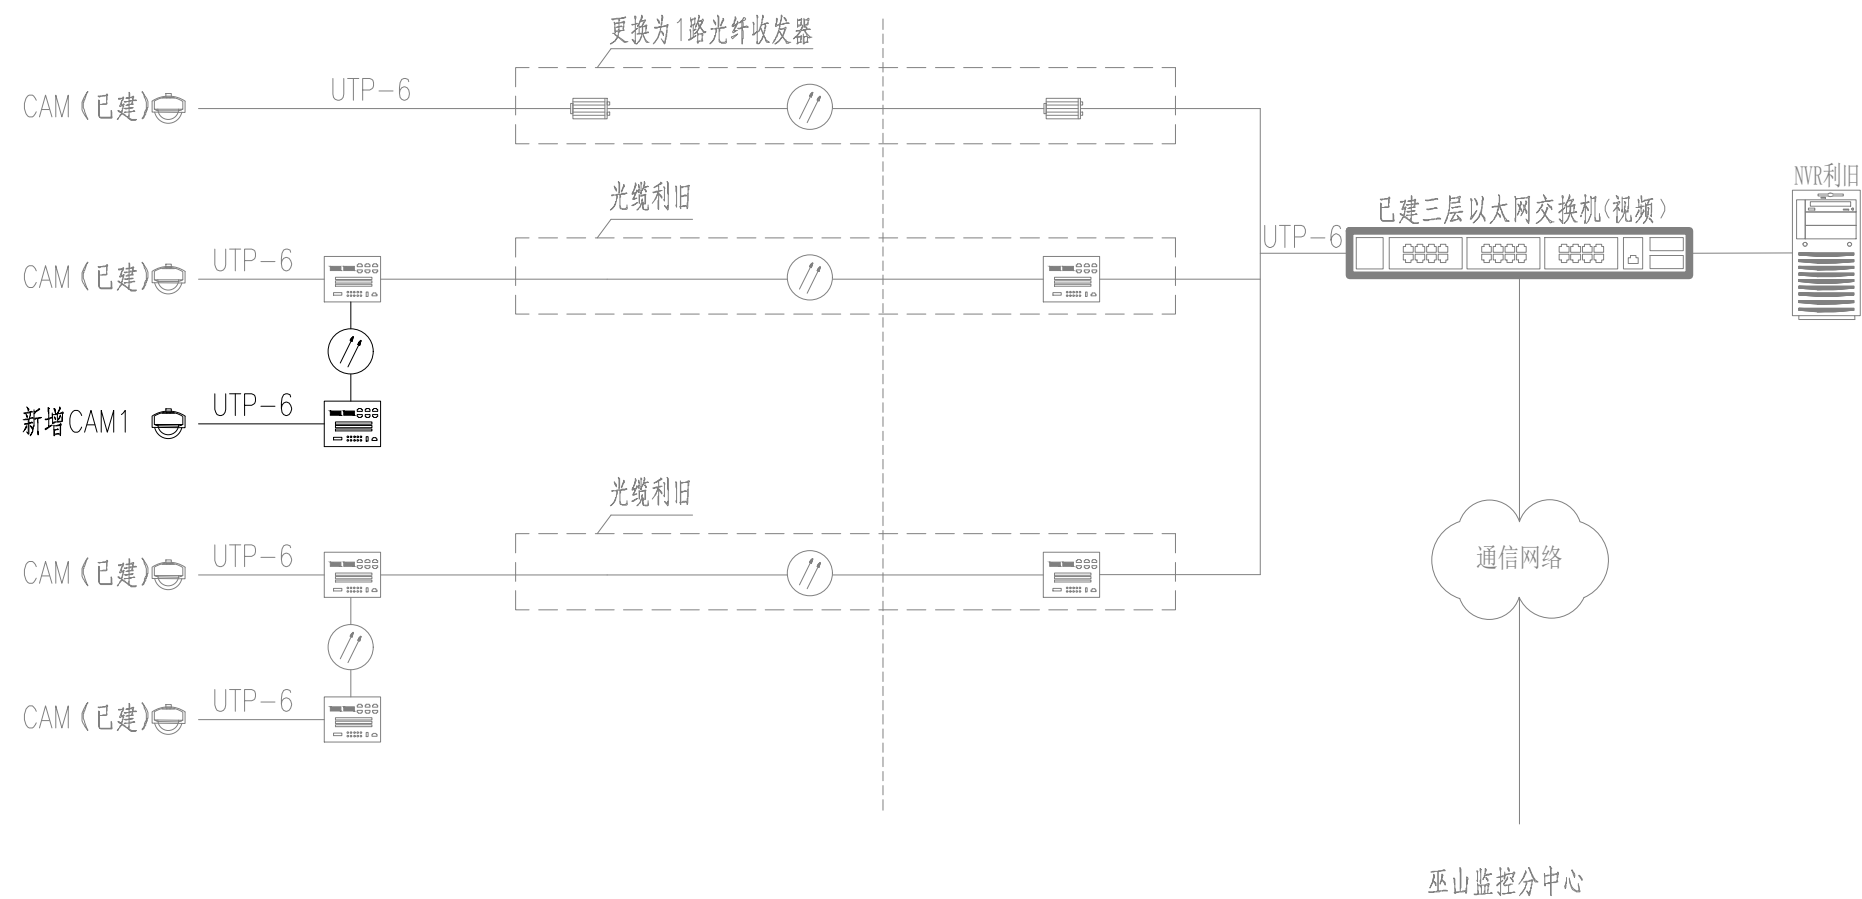 更换为1路光纤收发器
UTP-6
CAM(已建)
光缆利旧
NVR利旧
已建三层以太网交换机(视频)
UTP-6
UTP-6
CAM(已建)
UTP-6
新增CAM1
光缆利旧
UTP-6
CAM(已建)
通信网络
UTP-6
CAM(已建)
巫山监控分中心